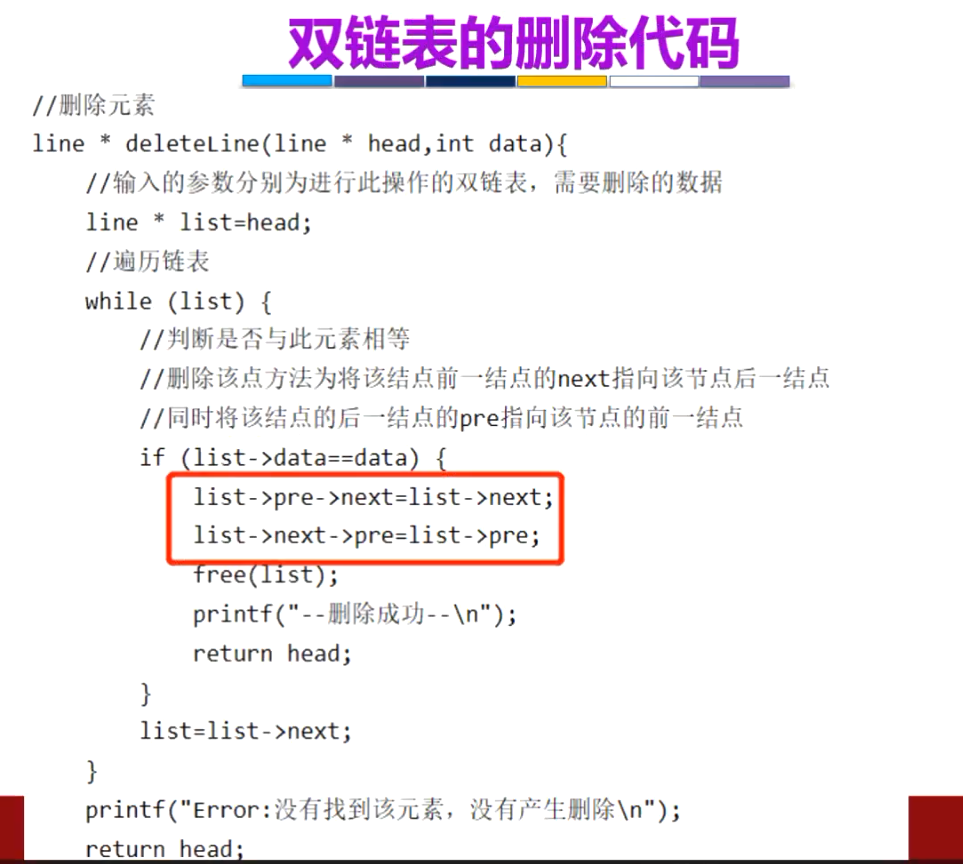 双链表的删除代码
//删除元素
line * deleteLine(line * head,int data){
//输入的参数分别为进行此操作的双链表，需要删除的数据
line * list=head;
//遍历链表
while (list) {
//判断是否与此元素相等
//删除该点方法为将该结点前一结点的next指向该节点后一结点
//同时将该结点的后一结点的pre指向该节点的前一结点
if (list->data==data) {
list->pre->next=list->next;
list->next->pre=list->pre;
free(list);
printf("--删除成功--\n");
return head;
}
list=list->next;
}
printf("Error:没有找到该元素，没有产生删除\n");
return head;